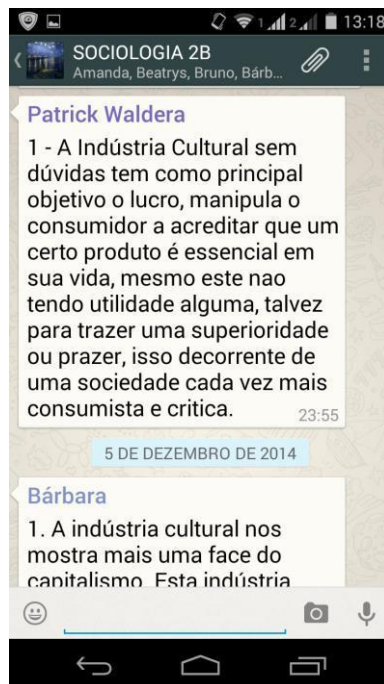 1 2 13:18
SOCIOLOGIA 2B
Amanda, Beatrys, Bruno, Bárb...
Patrick Waldera
1 - A Indústria Cultural sem
dúvidas tem como principal
objetivo o lucro, manipula o
consumidor a acreditar que um
certo produto é essencial em
sua vida, mesmo este nao
tendo utilidade alguma, talvez
para trazer uma superioridade
ou prazer, isso decorrente de
uma sociedade cada vez mais
consumista e critica.
23:55
5 DE DEZEMBRO DE 2014
Bárbara
1. A indústria cultural nos
mostra mais uma face do
capitalismo. Esta indústria